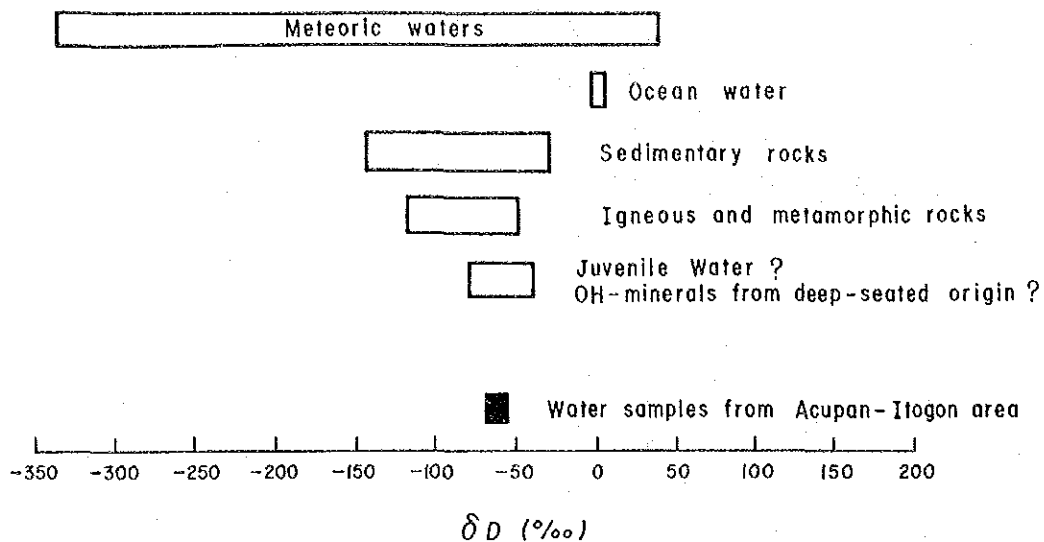 Meteoric waters
Ocean water
Sedimentary rocks
Igneous and metamorphic rocks
Juvenile Water ?
OH-minerals from deep-seated origin ?
Water samples from Acupan-Itogon area
-350 -300 -250 -200 -150 -100 -50 0 50 100 150 200
δD (‰)